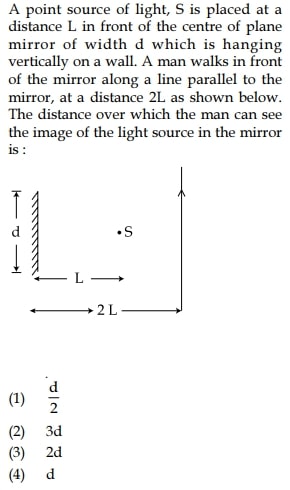 A point source of light, S is placed at a
distance L in front of the centre of plane
mirror of width d which is hanging
vertically on a wall. A man walks in front
of the mirror along a line parallel to the
mirror, at a distance 2L as shown below.
The distance over which the man can see
the image of the light source in the mirror
is :
d
•S
L
2 L
(1) d/2
(2) 3d
(3) 2d
(4) d